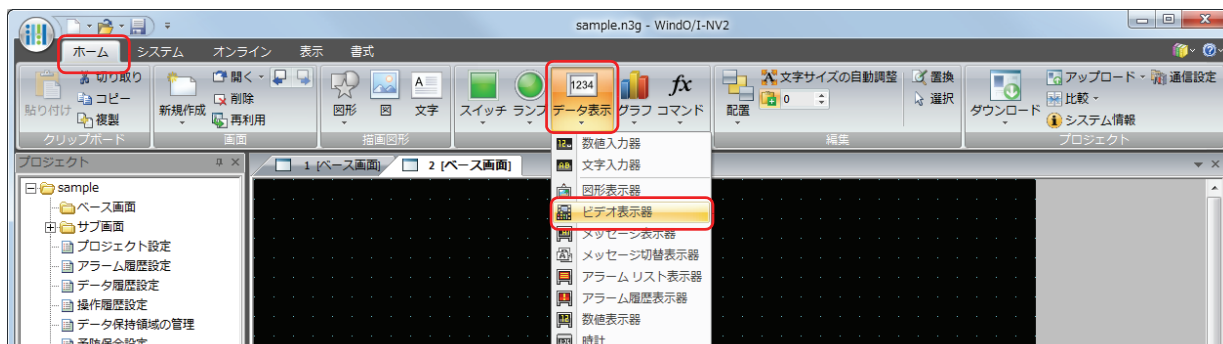 sample.n3g - WindO/I-NV2
ホーム システム オンライン 表示 書式
貼り付け 切り取り コピー 複製
クリップボード
新規作成 開く 削除 再利用
画面
図形 図 文字
描画図形
スイッチ ランプ データ表示 グラフ コマンド
1234
A
fx
配置 文字サイズの自動調整 0 置換 選択
編集
ダウンロード アップロード 通信設定 比較 システム情報
プロジェクト
プロジェクト
1 [ベース画面] 2 [ベース画面]
sample
ベース画面
サブ画面
プロジェクト設定
アラーム履歴設定
データ履歴設定
操作履歴設定
データ保持領域の管理
予防保全設定
数値入力器
文字入力器
図形表示器
ビデオ表示器
メッセージ表示器
メッセージ切替表示器
アラーム リスト表示器
アラーム履歴表示器
数値表示器
時計